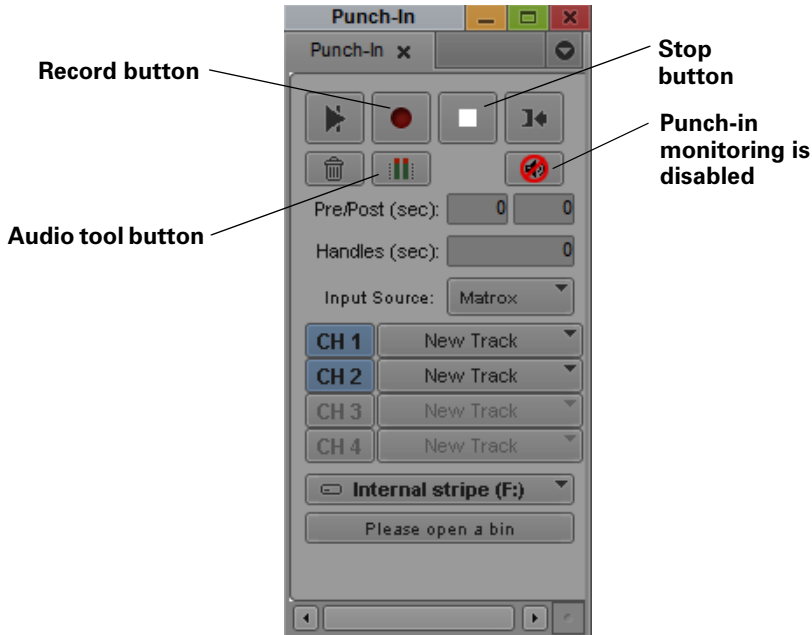 Punch-In
Punch-In
Record button
Stop
button
Punch-in
monitoring is
disabled
Audio tool button
Pre/Post (sec): 0 0
Handles (sec): 0
Input Source: Matrox
CH 1 New Track
CH 2 New Track
CH 3 New Track
CH 4 New Track
Internal stripe (F:)
Please open a bin